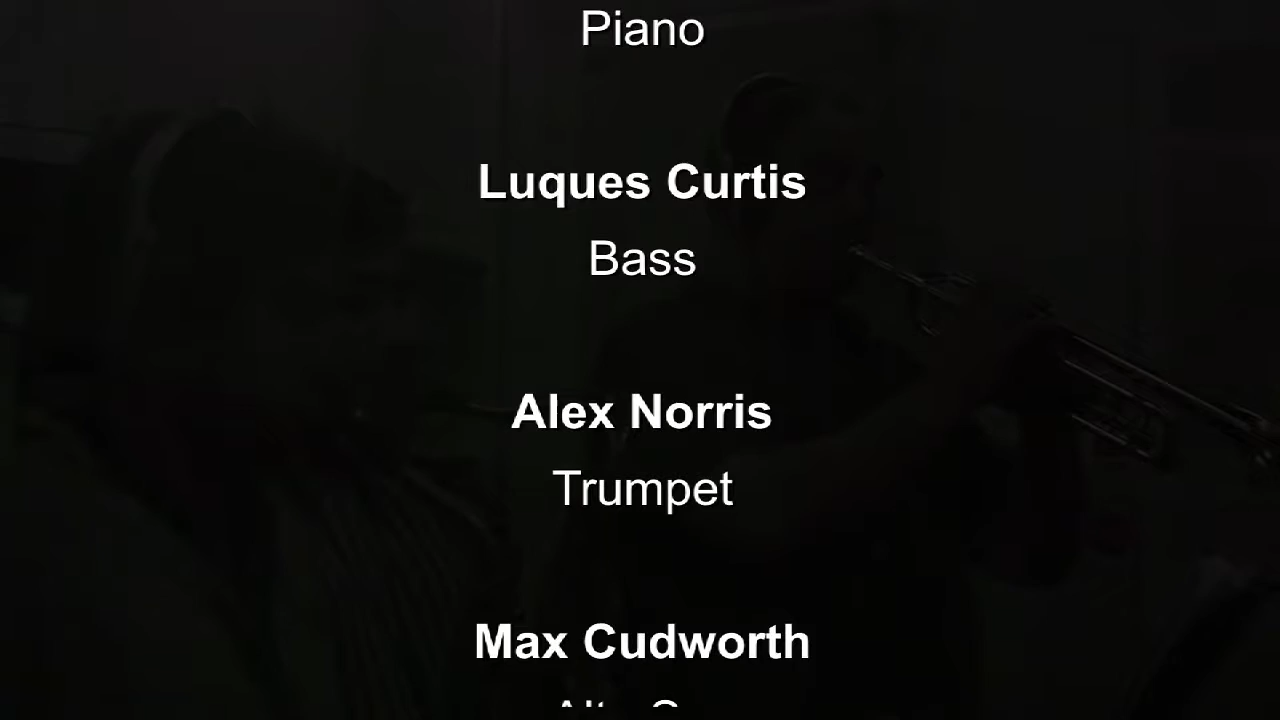 Piano
Luques Curtis
Bass
Alex Norris
Trumpet
Max Cudworth